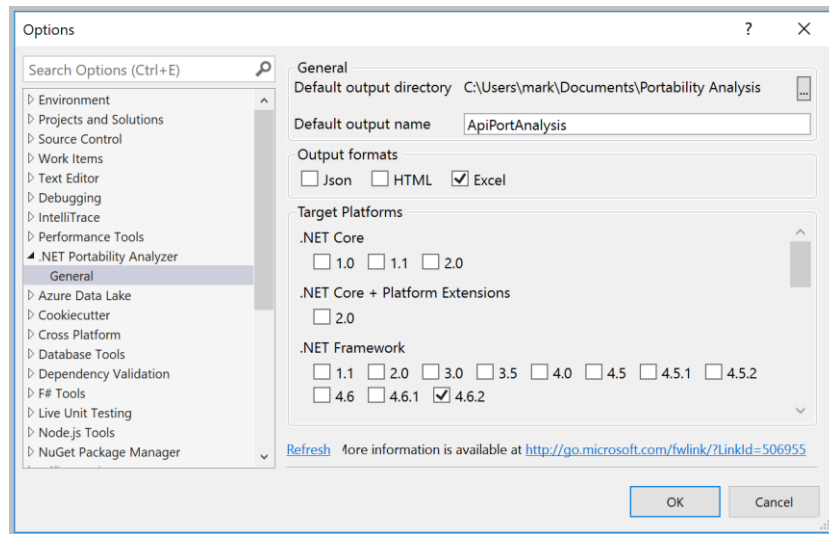 Options
?
Search Options (Ctrl+E)
Environment
Projects and Solutions
Source Control
Work Items
Text Editor
Debugging
IntelliTrace
Performance Tools
.NET Portability Analyzer
General
Azure Data Lake
Cookiecutter
Cross Platform
Database Tools
Dependency Validation
F# Tools
Live Unit Testing
Node.js Tools
NuGet Package Manager
General
Default output directory C:\Users\mark\Documents\Portability Analysis ...
Default output name ApiPortAnalysis
Output formats
Json HTML Excel
Target Platforms
.NET Core
1.0 1.1 2.0
.NET Core + Platform Extensions
2.0
.NET Framework
1.1 2.0 3.0 3.5 4.0 4.5 4.5.1 4.5.2
4.6 4.6.1 4.6.2
Refresh ore information is available at http://go.microsoft.com/fwlink/?LinkId=506955
OK Cancel